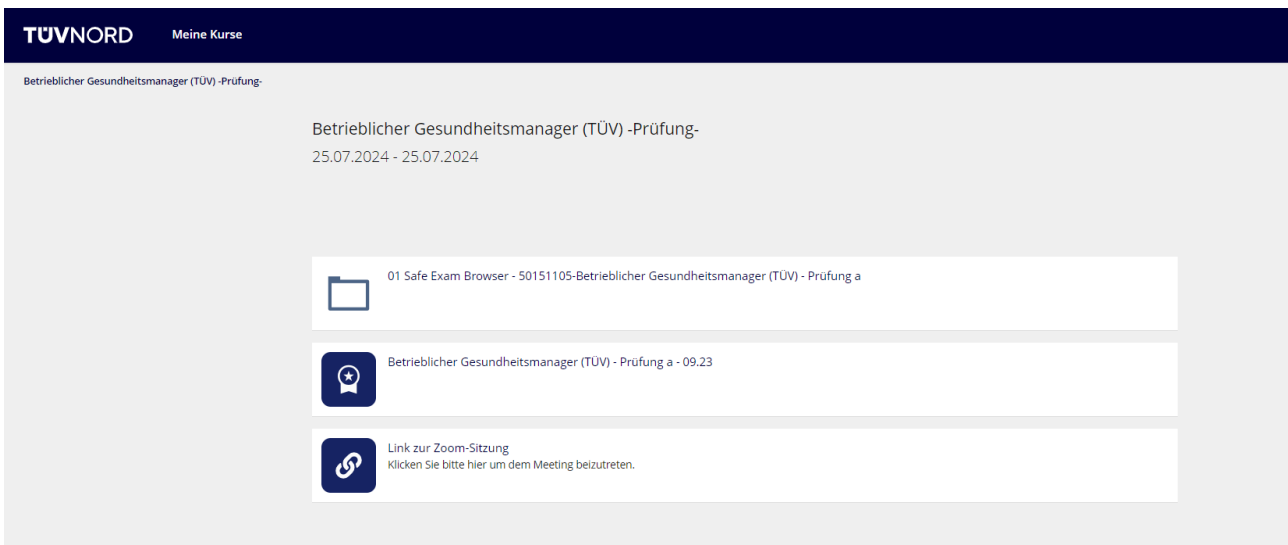 TÜVNORD Meine Kurse
Betrieblicher Gesundheitsmanager (TÜV) -Prüfung-
Betrieblicher Gesundheitsmanager (TÜV) -Prüfung-
25.07.2024 - 25.07.2024
01 Safe Exam Browser - 50151105-Betrieblicher Gesundheitsmanager (TÜV) - Prüfung a
Betrieblicher Gesundheitsmanager (TÜV) - Prüfung a - 09.23
Link zur Zoom-Sitzung
Klicken Sie bitte hier um dem Meeting beizutreten.